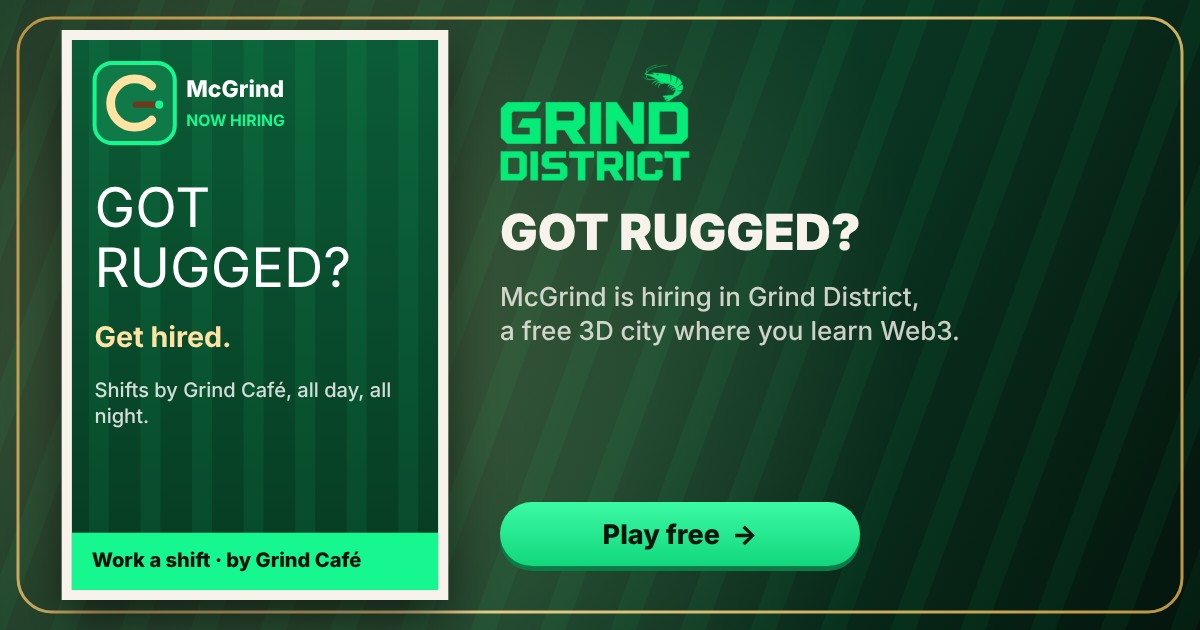 McGrind
NOW HIRING
GOT
RUGGED?
Get hired.
Shifts by Grind Café, all day, all
night.
Work a shift · by Grind Café
GRIND
DISTRICT
GOT RUGGED?
McGrind is hiring in Grind District,
a free 3D city where you learn Web3.
Play free →